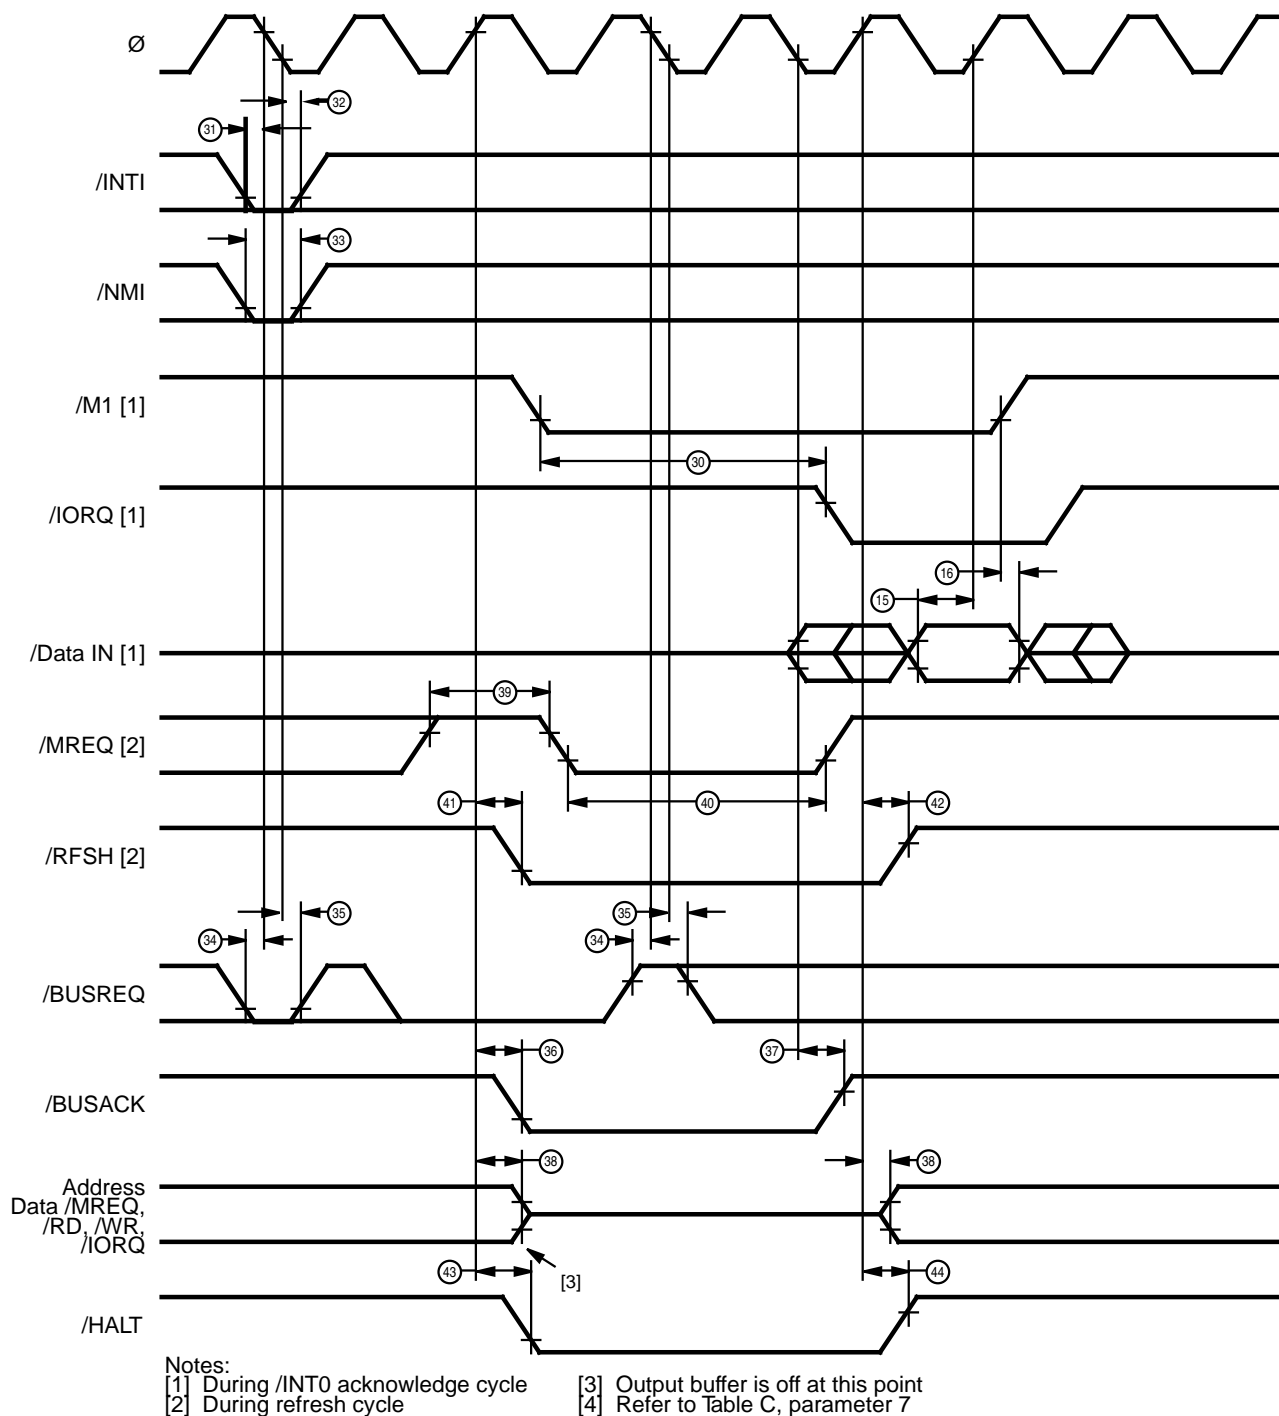 Ø
32
31
/INTI
33
/NMI
/M1 [1]
30
/IORQ [1]
16
15
/Data IN [1]
39
/MREQ [2]
41
40
42
/RFSH [2]
35
35
34
34
/BUSREQ
36
37
/BUSACK
38
38
Address
Data /MREQ,
/RD, /WR,
/IORQ
43
[3]
44
/HALT
Notes:
[1] During /INT0 acknowledge cycle
[2] During refresh cycle
[3] Output buffer is off at this point
[4] Refer to Table C, parameter 7